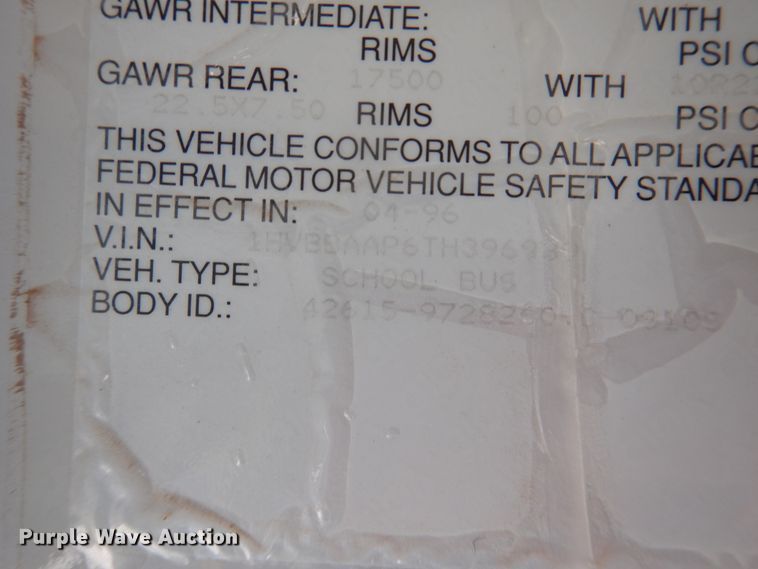 GAWR INTERMEDIATE: WITH
RIMS PSI C
GAWR REAR: 17500 WITH
22.5X7.50 RIMS 100 PSI C
THIS VEHICLE CONFORMS TO ALL APPLICAB
FEDERAL MOTOR VEHICLE SAFETY STANDA
IN EFFECT IN: 04-96
V.I.N.:
VEH. TYPE: SCHOOL BUS
BODY ID.:
Purple Wave Auction